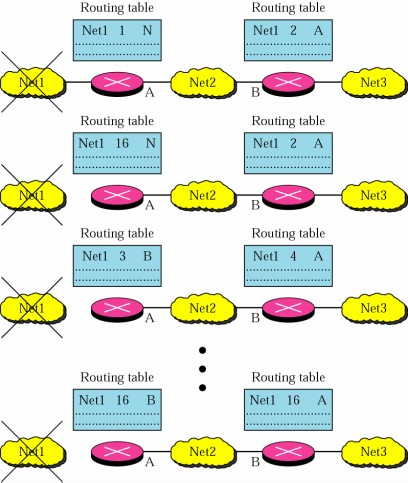 Routing table Routing table
Net1 1 N Net1 2 A
Net1 A Net2 B Net3
Routing table Routing table
Net1 16 N Net1 2 A
Net1 A Net2 B Net3
Routing table Routing table
Net1 3 B Net1 4 A
Net1 A Net2 B Net3
Routing table Routing table
Net1 16 B Net1 16 A
Net1 A Net2 B Net3